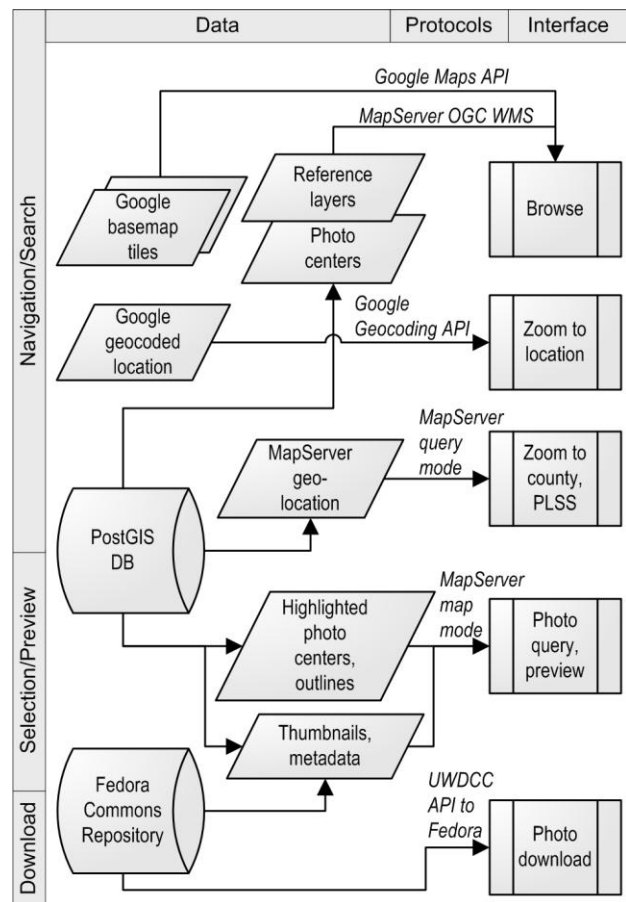 Data
Protocols
Interface
Navigation/Search
Google Maps API
MapServer OGC WMS
Google
basemap
tiles
Reference
layers
Photo
centers
Browse
Google
geocoded
location
Google
Geocoding API
Zoom to
location
MapServer
geo-
location
MapServer
query
mode
Zoom to
county,
PLSS
PostGIS
DB
Selection/Preview
Highlighted
photo
centers,
outlines
MapServer
map
mode
Photo
query,
preview
Thumbnails,
metadata
Fedora
Commons
Repository
Download
UWDCC
API to
Fedora
Photo
download